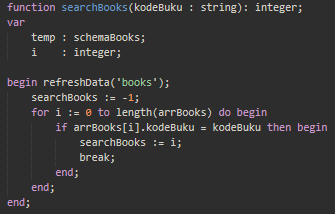 function searchBooks(kodeBuku : string): integer;
var
    temp : schemaBooks;
    i    : integer;

begin refreshData('books');
    searchBooks := -1;
    for i := 0 to length(arrBooks) do begin
        if arrBooks[i].kodeBuku = kodeBuku then begin
            searchBooks := i;
            break;
        end;
    end;
end;